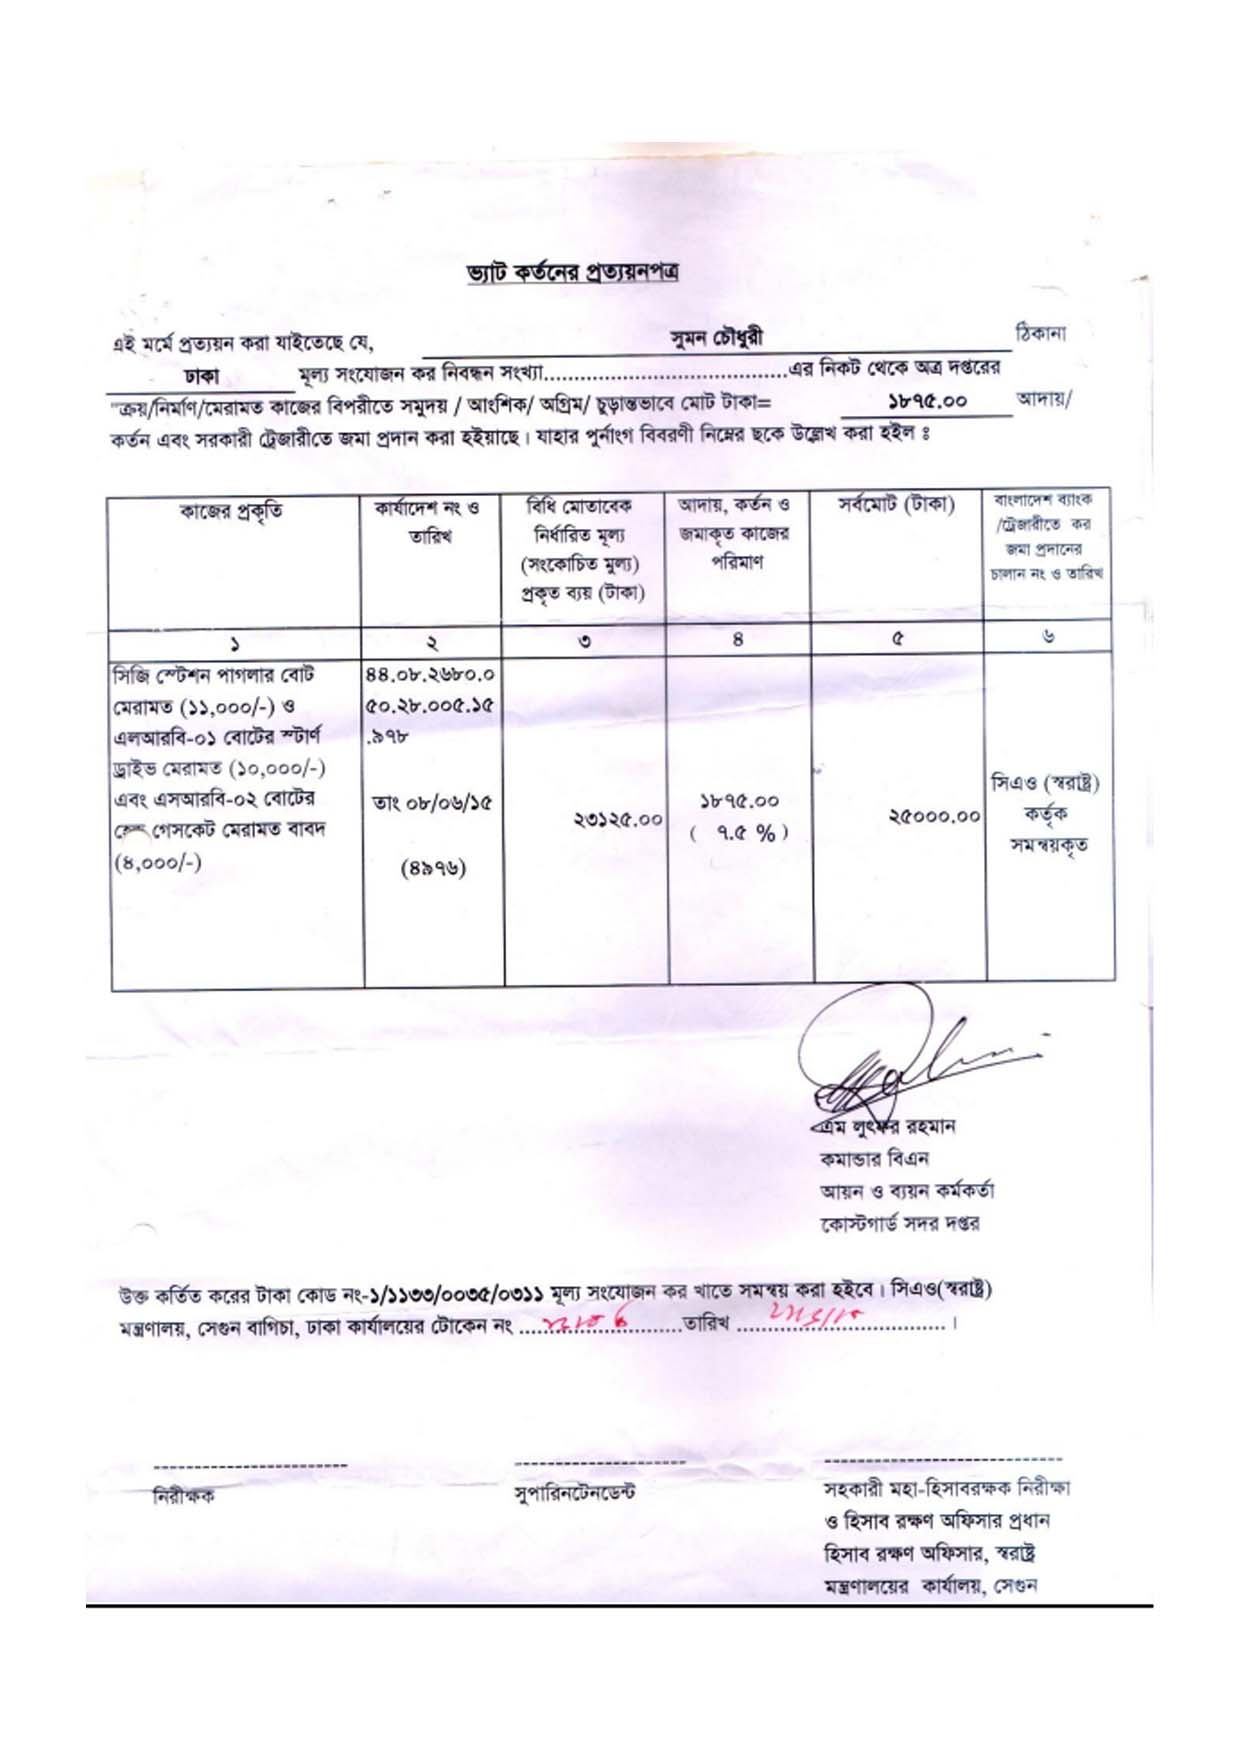 ভ্যাট কর্তনের প্রত্যয়নপত্র
এই মর্মে প্রত্যয়ন করা যাইতেছে যে, সুমন চৌধুরী ঠিকানা
ঢাকা মূল্য সংযোজন কর নিবন্ধন সংখ্যা.......................................এর নিকট থেকে অত্র দপ্তরের
"ক্রয়/নির্মাণ/মেরামত কাজের বিপরীতে সমুদয় / আংশিক/ অগ্রিম/ চুড়ান্তভাবে মোট টাকা= ১৮৭৫.০০ আদায়/
কর্তন এবং সরকারী ট্রেজারীতে জমা প্রদান করা হইয়াছে। যাহার পুর্নাংগ বিবরণী নিম্নের ছকে উল্লেখ করা হইল ঃ
কাজের প্রকৃতি
কার্যাদেশ নং ও
তারিখ
বিধি মোতাবেক
নির্ধারিত মূল্য
(সংকোচিত মুল্য)
প্রকৃত ব্যয় (টাকা)
আদায়, কর্তন ও
জমাকৃত কাজের
পরিমাণ
সর্বমোট (টাকা)
বাংলাদেশ ব্যাংক
/ট্রেজারীতে কর
জমা প্রদানের
চালান নং ও তারিখ
১ ২ ৩ ৪ ৫ ৬
সিজি স্টেশন পাগলার বোট
মেরামত (১১,০০০/-) ও
এলআরবি-০১ বোটের স্টার্ণ
ড্রাইভ মেরামত (১০,০০০/-)
এবং এসআরবি-০২ বোটের
গেসকেট মেরামত বাবদ
(৪,০০০/-)
৪৪.০৮.২৬৮০.০
৫০.২৮.০০৫.১৫
.৯৭৮
তাং ০৮/০৬/১৫
(৪৯৭৬)
২৩১২৫.০০
১৮৭৫.০০
( ৭.৫ %)
২৫০০০.০০
সিএও (স্বরাষ্ট্র)
কর্তৃক
সমন্বয়কৃত
এম লুৎফর রহমান
কমান্ডার বিএন
আয়ন ও ব্যয়ন কর্মকর্তা
কোস্টগার্ড সদর দপ্তর
উক্ত কর্তিত করের টাকা কোড নং-১/১১৩৩/০০৩৫/০৩১১ মূল্য সংযোজন কর খাতে সমন্বয় করা হইবে। সিএও(স্বরাষ্ট্র)
মন্ত্রণালয়, সেগুন বাগিচা, ঢাকা কার্যালয়ের টোকেন নং ..........................তারিখ ................................।
নিরীক্ষক
সুপারিনটেনডেন্ট
সহকারী মহা-হিসাবরক্ষক নিরীক্ষা
ও হিসাব রক্ষণ অফিসার প্রধান
হিসাব রক্ষণ অফিসার, স্বরাষ্ট্র
মন্ত্রণালয়ের কার্যালয়, সেগুন